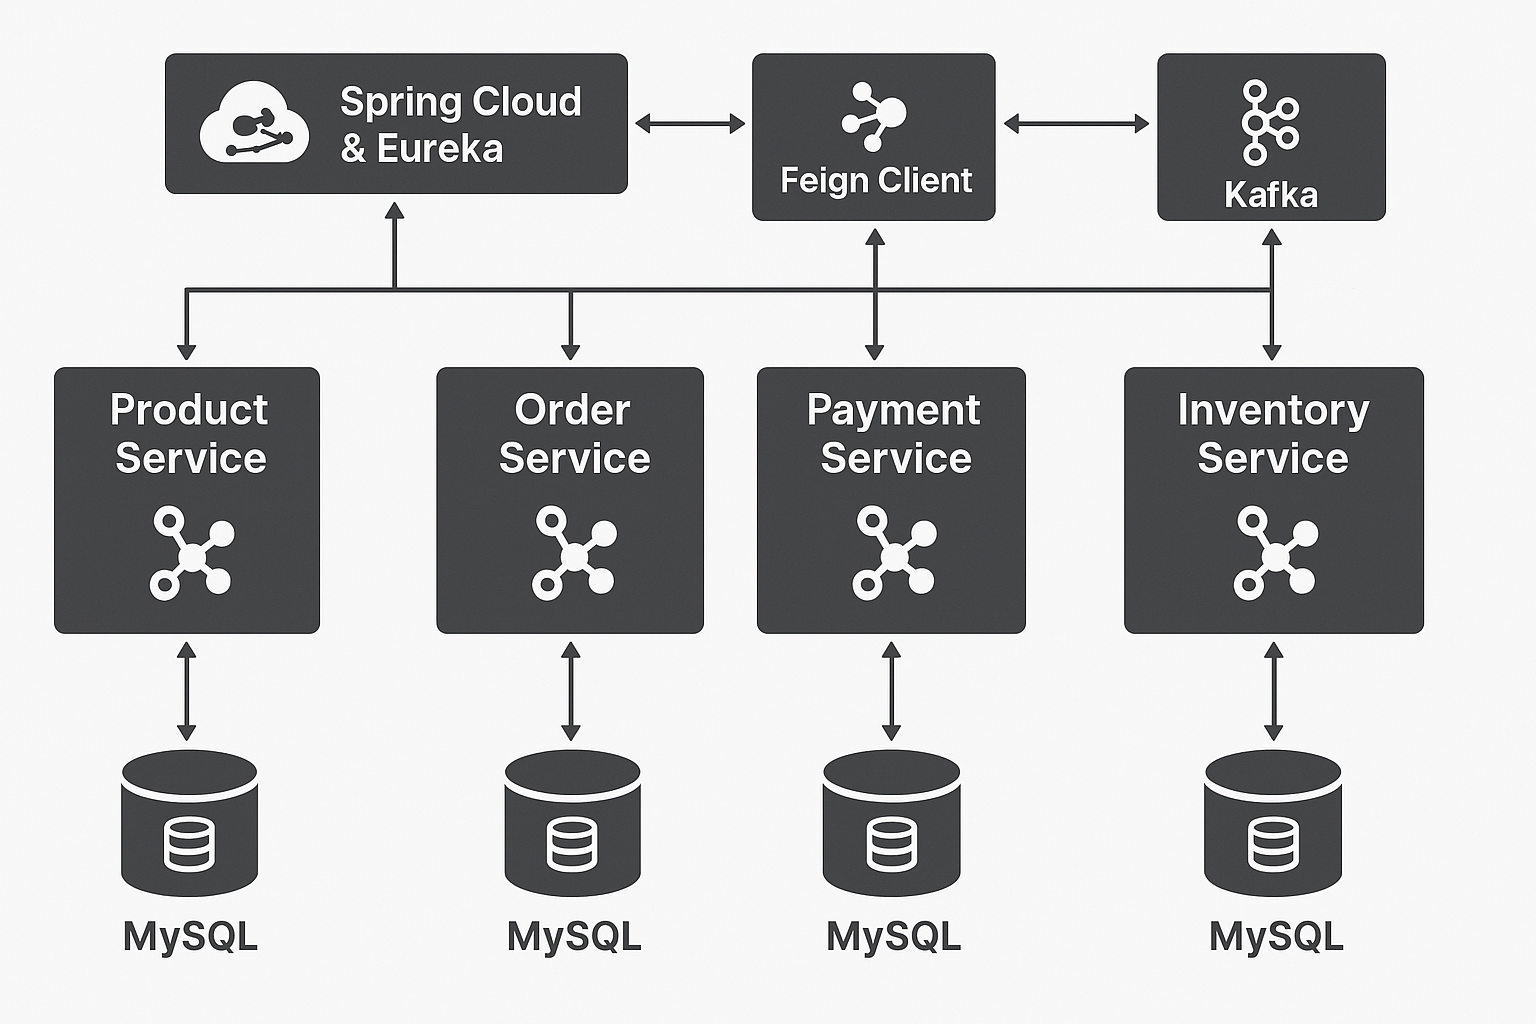 Spring Cloud
& Eureka
Feign Client
Kafka
Product
Service
Order
Service
Payment
Service
Inventory
Service
MySQL
MySQL
MySQL
MySQL